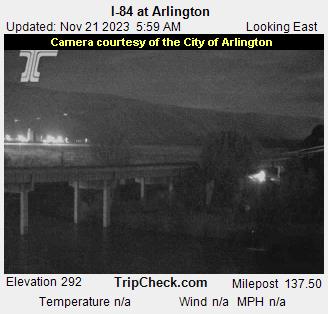 I-84 at Arlington
Updated: Nov 21 2023 5:59 AM Looking East
Camera courtesy of the City of Arlington
Elevation 292 TripCheck.com Milepost 137.50
Temperature n/a Wind n/a MPH n/a